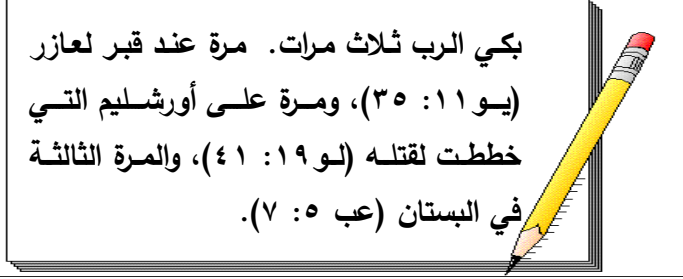 بكي الرب ثلاث مرات. مرة عند قبر لعازر
(يو١١: ٣٥)، ومرة على أورشليم التي
خططت لقتله (لو١٩: ٤١)، والمرة الثالثة
في البستان (عب ٥: ٧).